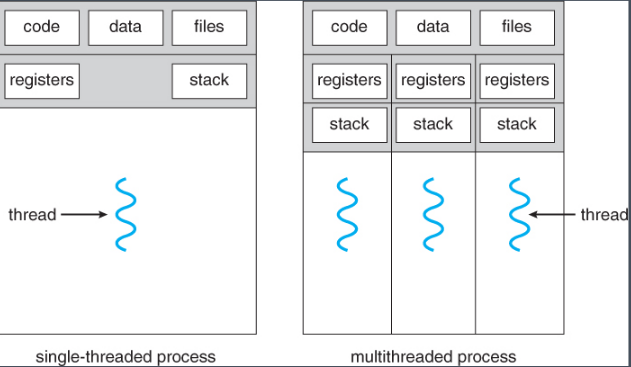 code data files code data files
registers stack registers registers registers
stack stack stack
thread thread
single-threaded process multithreaded process